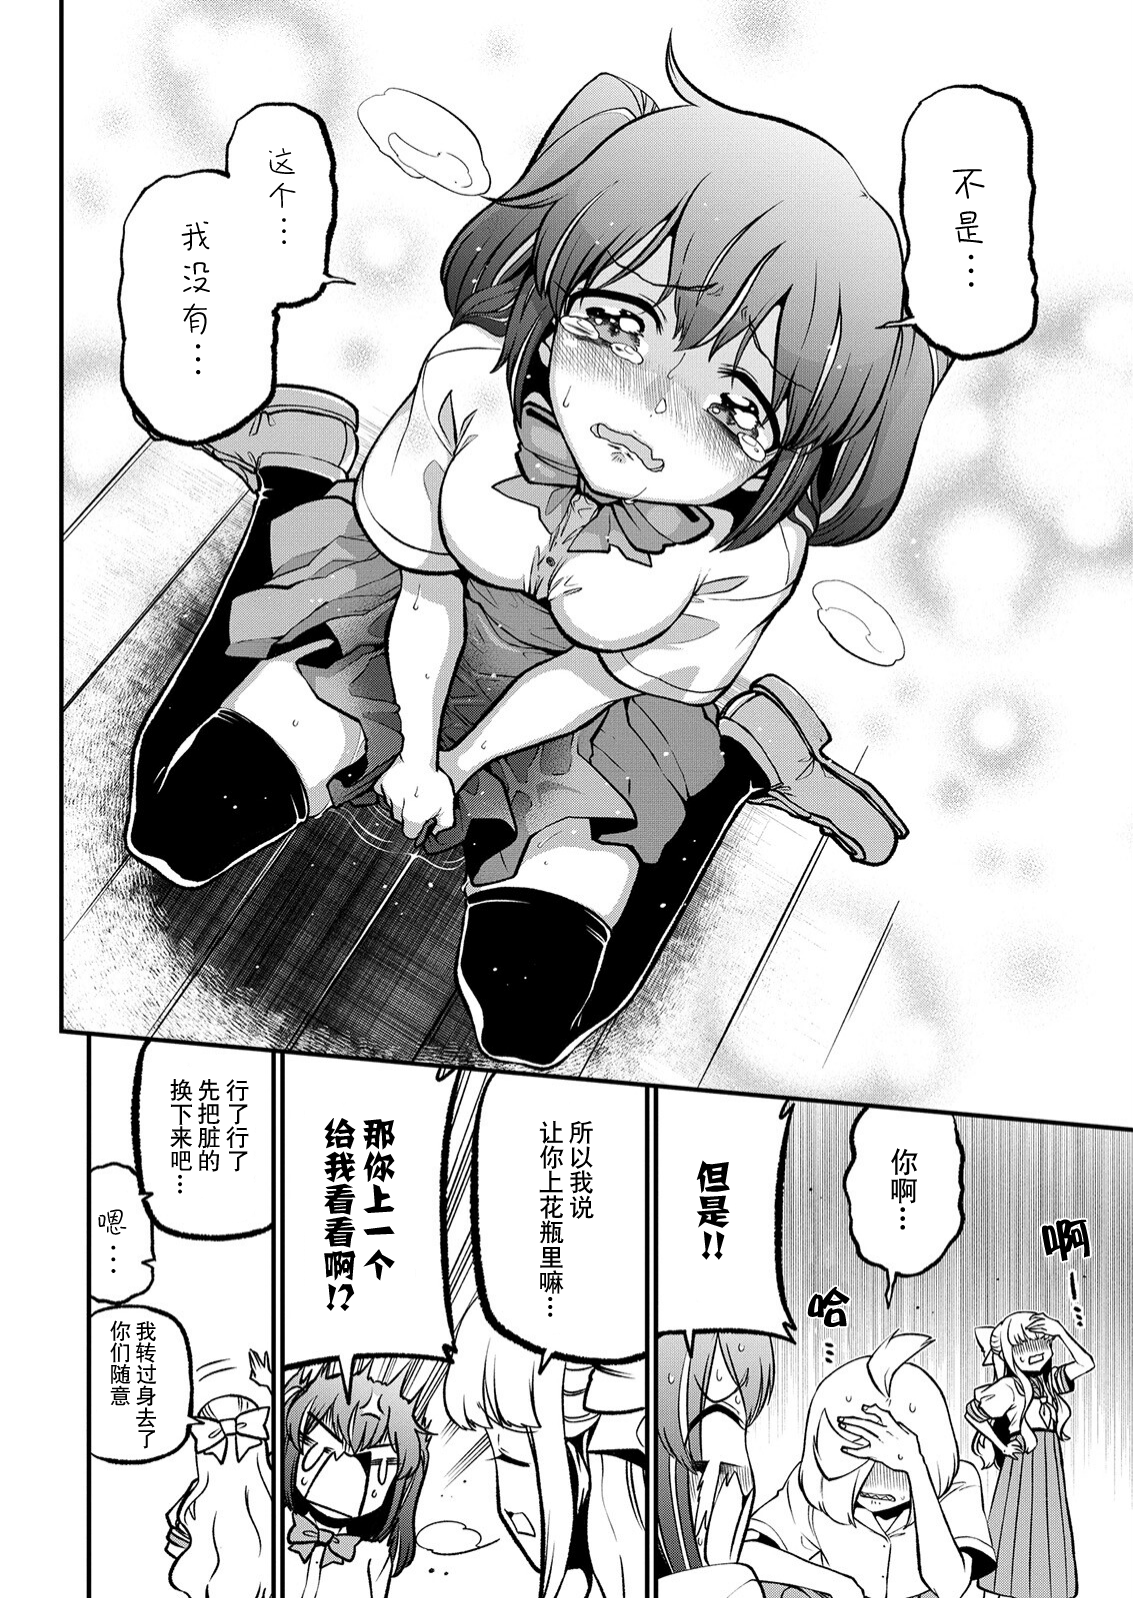 不是…
这个…
我没有…
你啊…
啊ー…
哈
但是!!
所以我说
让你上花瓶里嘛…
那你上一个
给我看看啊!?
行了行了
先把脏的
换下来吧…
嗯…
我转过身去了
你们随意